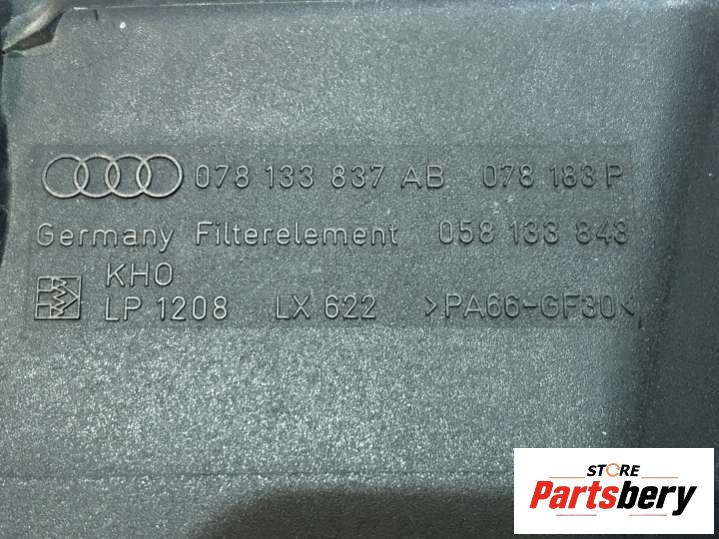 078 133 837 AB 078 183 P
Germany Filterelement 058 133 843
KHO
LP 1208 LX 622 >PA66-GF30<
STORE
Partsbery